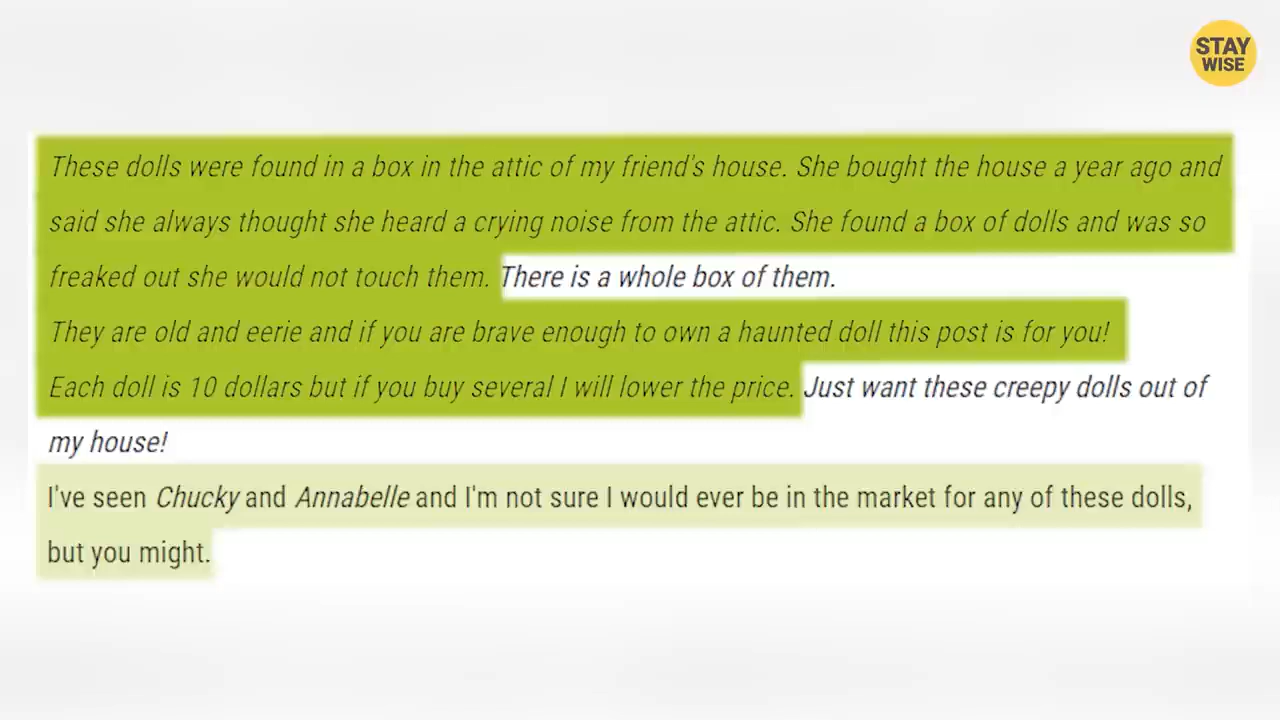 STAY
WISE
These dolls were found in a box in the attic of my friend's house. She bought the house a year ago and
said she always thought she heard a crying noise from the attic. She found a box of dolls and was so
freaked out she would not touch them. There is a whole box of them.
They are old and eerie and if you are brave enough to own a haunted doll this post is for you!
Each doll is 10 dollars but if you buy several I will lower the price. Just want these creepy dolls out of
my house!
I've seen Chucky and Annabelle and I'm not sure I would ever be in the market for any of these dolls,
but you might.